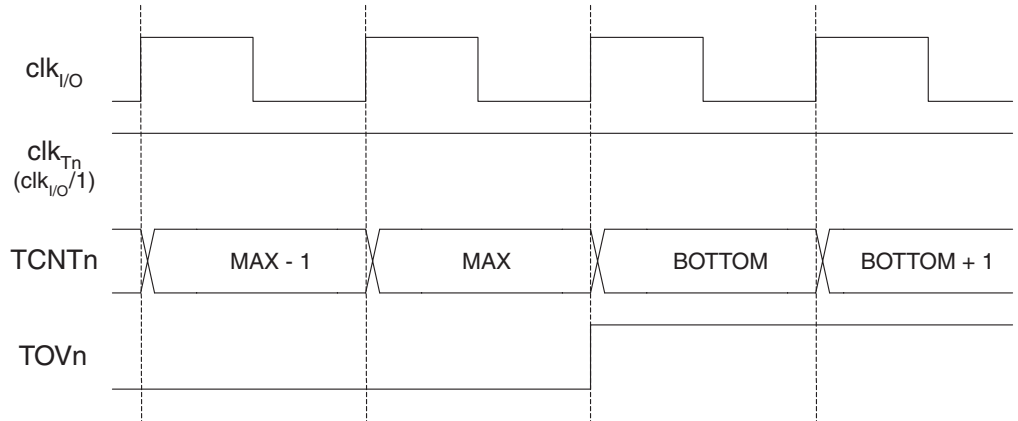 clkI/O
clkTn
(clkI/O/1)
TCNTn MAX - 1 MAX BOTTOM BOTTOM + 1
TOVn